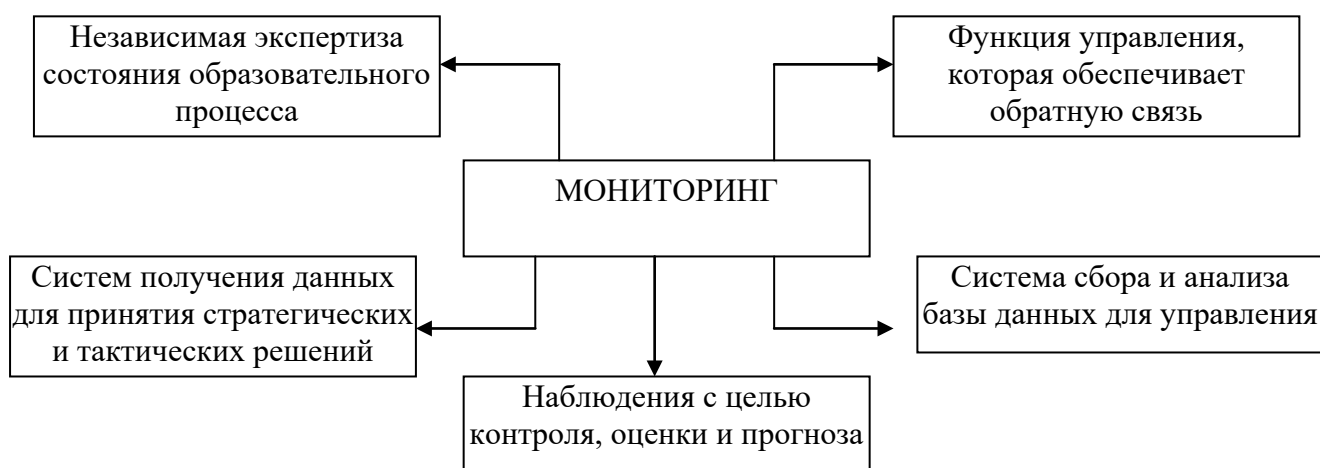 Независимая экспертиза
состояния образовательного
процесса
Функция управления,
которая обеспечивает
обратную связь
МОНИТОРИНГ
Систем получения данных
для принятия стратегических
и тактических решений
Система сбора и анализа
базы данных для управления
Наблюдения с целью
контроля, оценки и прогноза